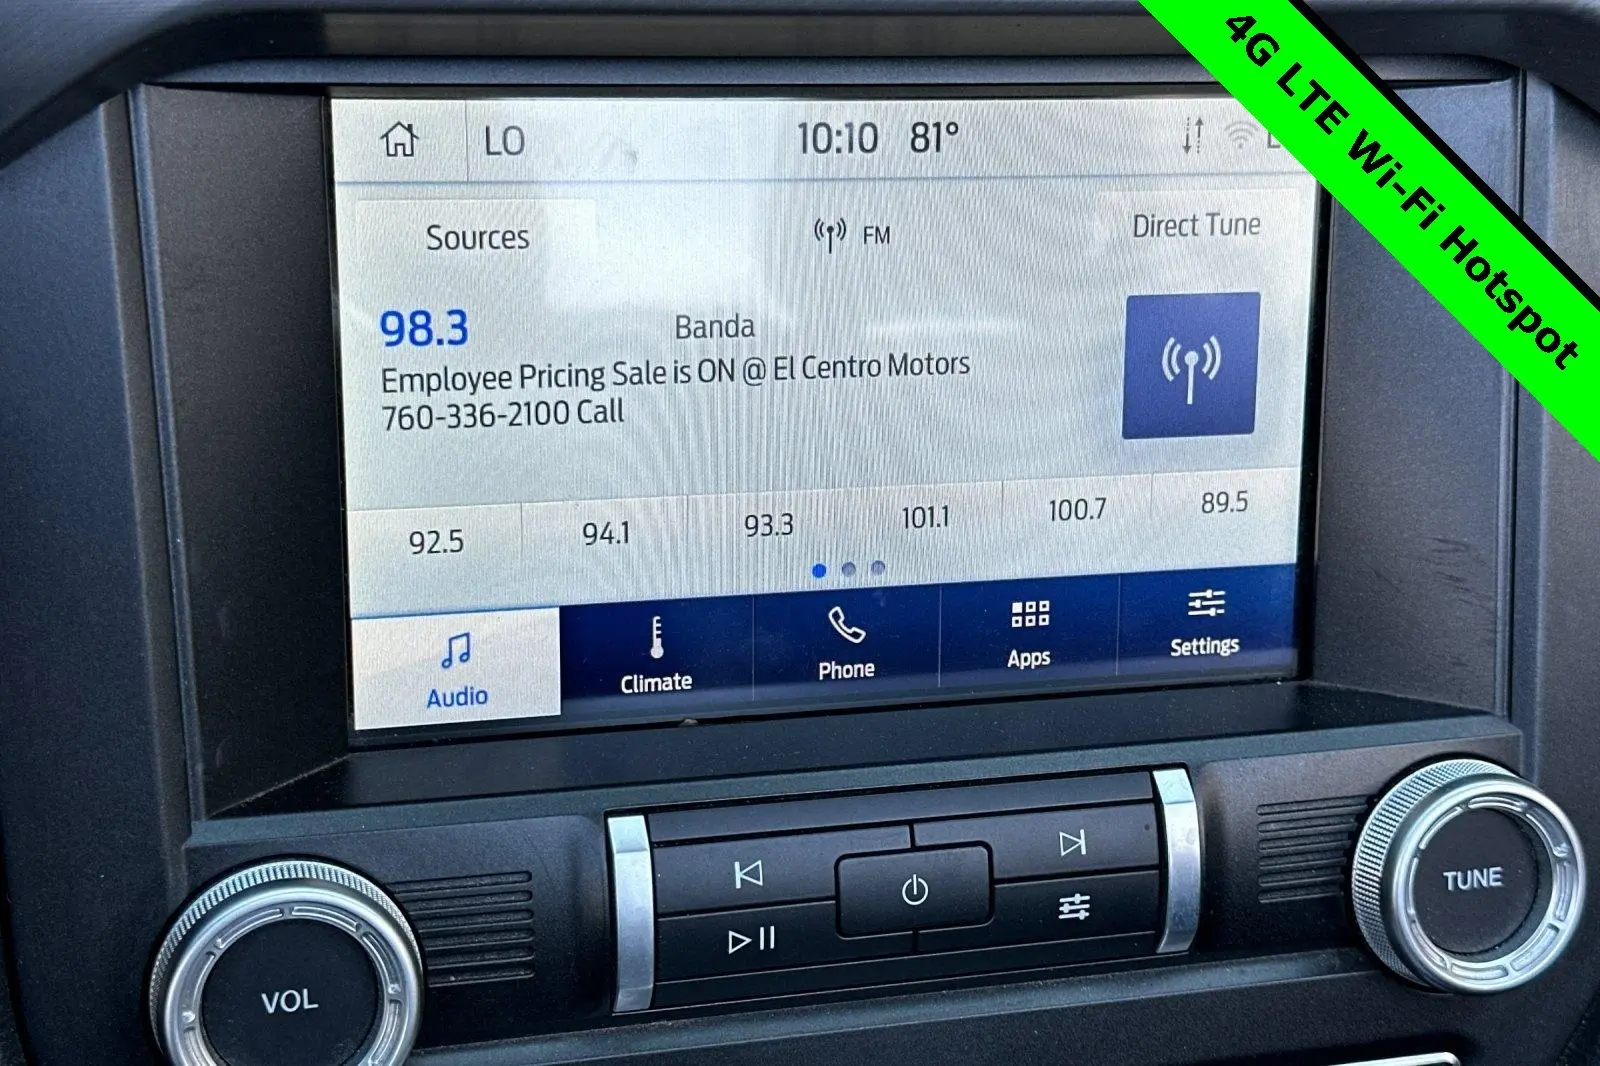 4G LTE Wi-Fi Hotspot
LO
10:10 81°
Sources
FM
Direct Tune
98.3
Banda
Employee Pricing Sale is ON @ El Centro Motors
760-336-2100 Call
92.5 94.1 93.3 101.1 100.7 89.5
Audio Climate Phone Apps Settings
VOL
TUNE